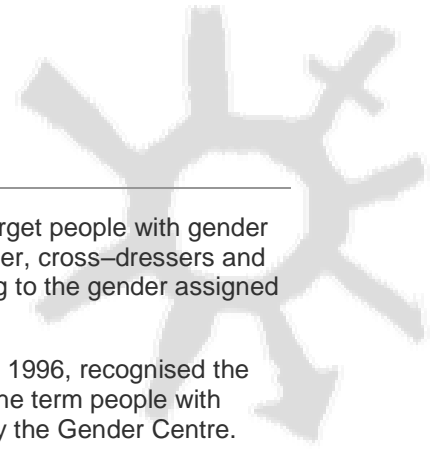 rget people with gender
er, cross–dressers and
g to the gender assigned
1996, recognised the
ne term people with
y the Gender Centre.